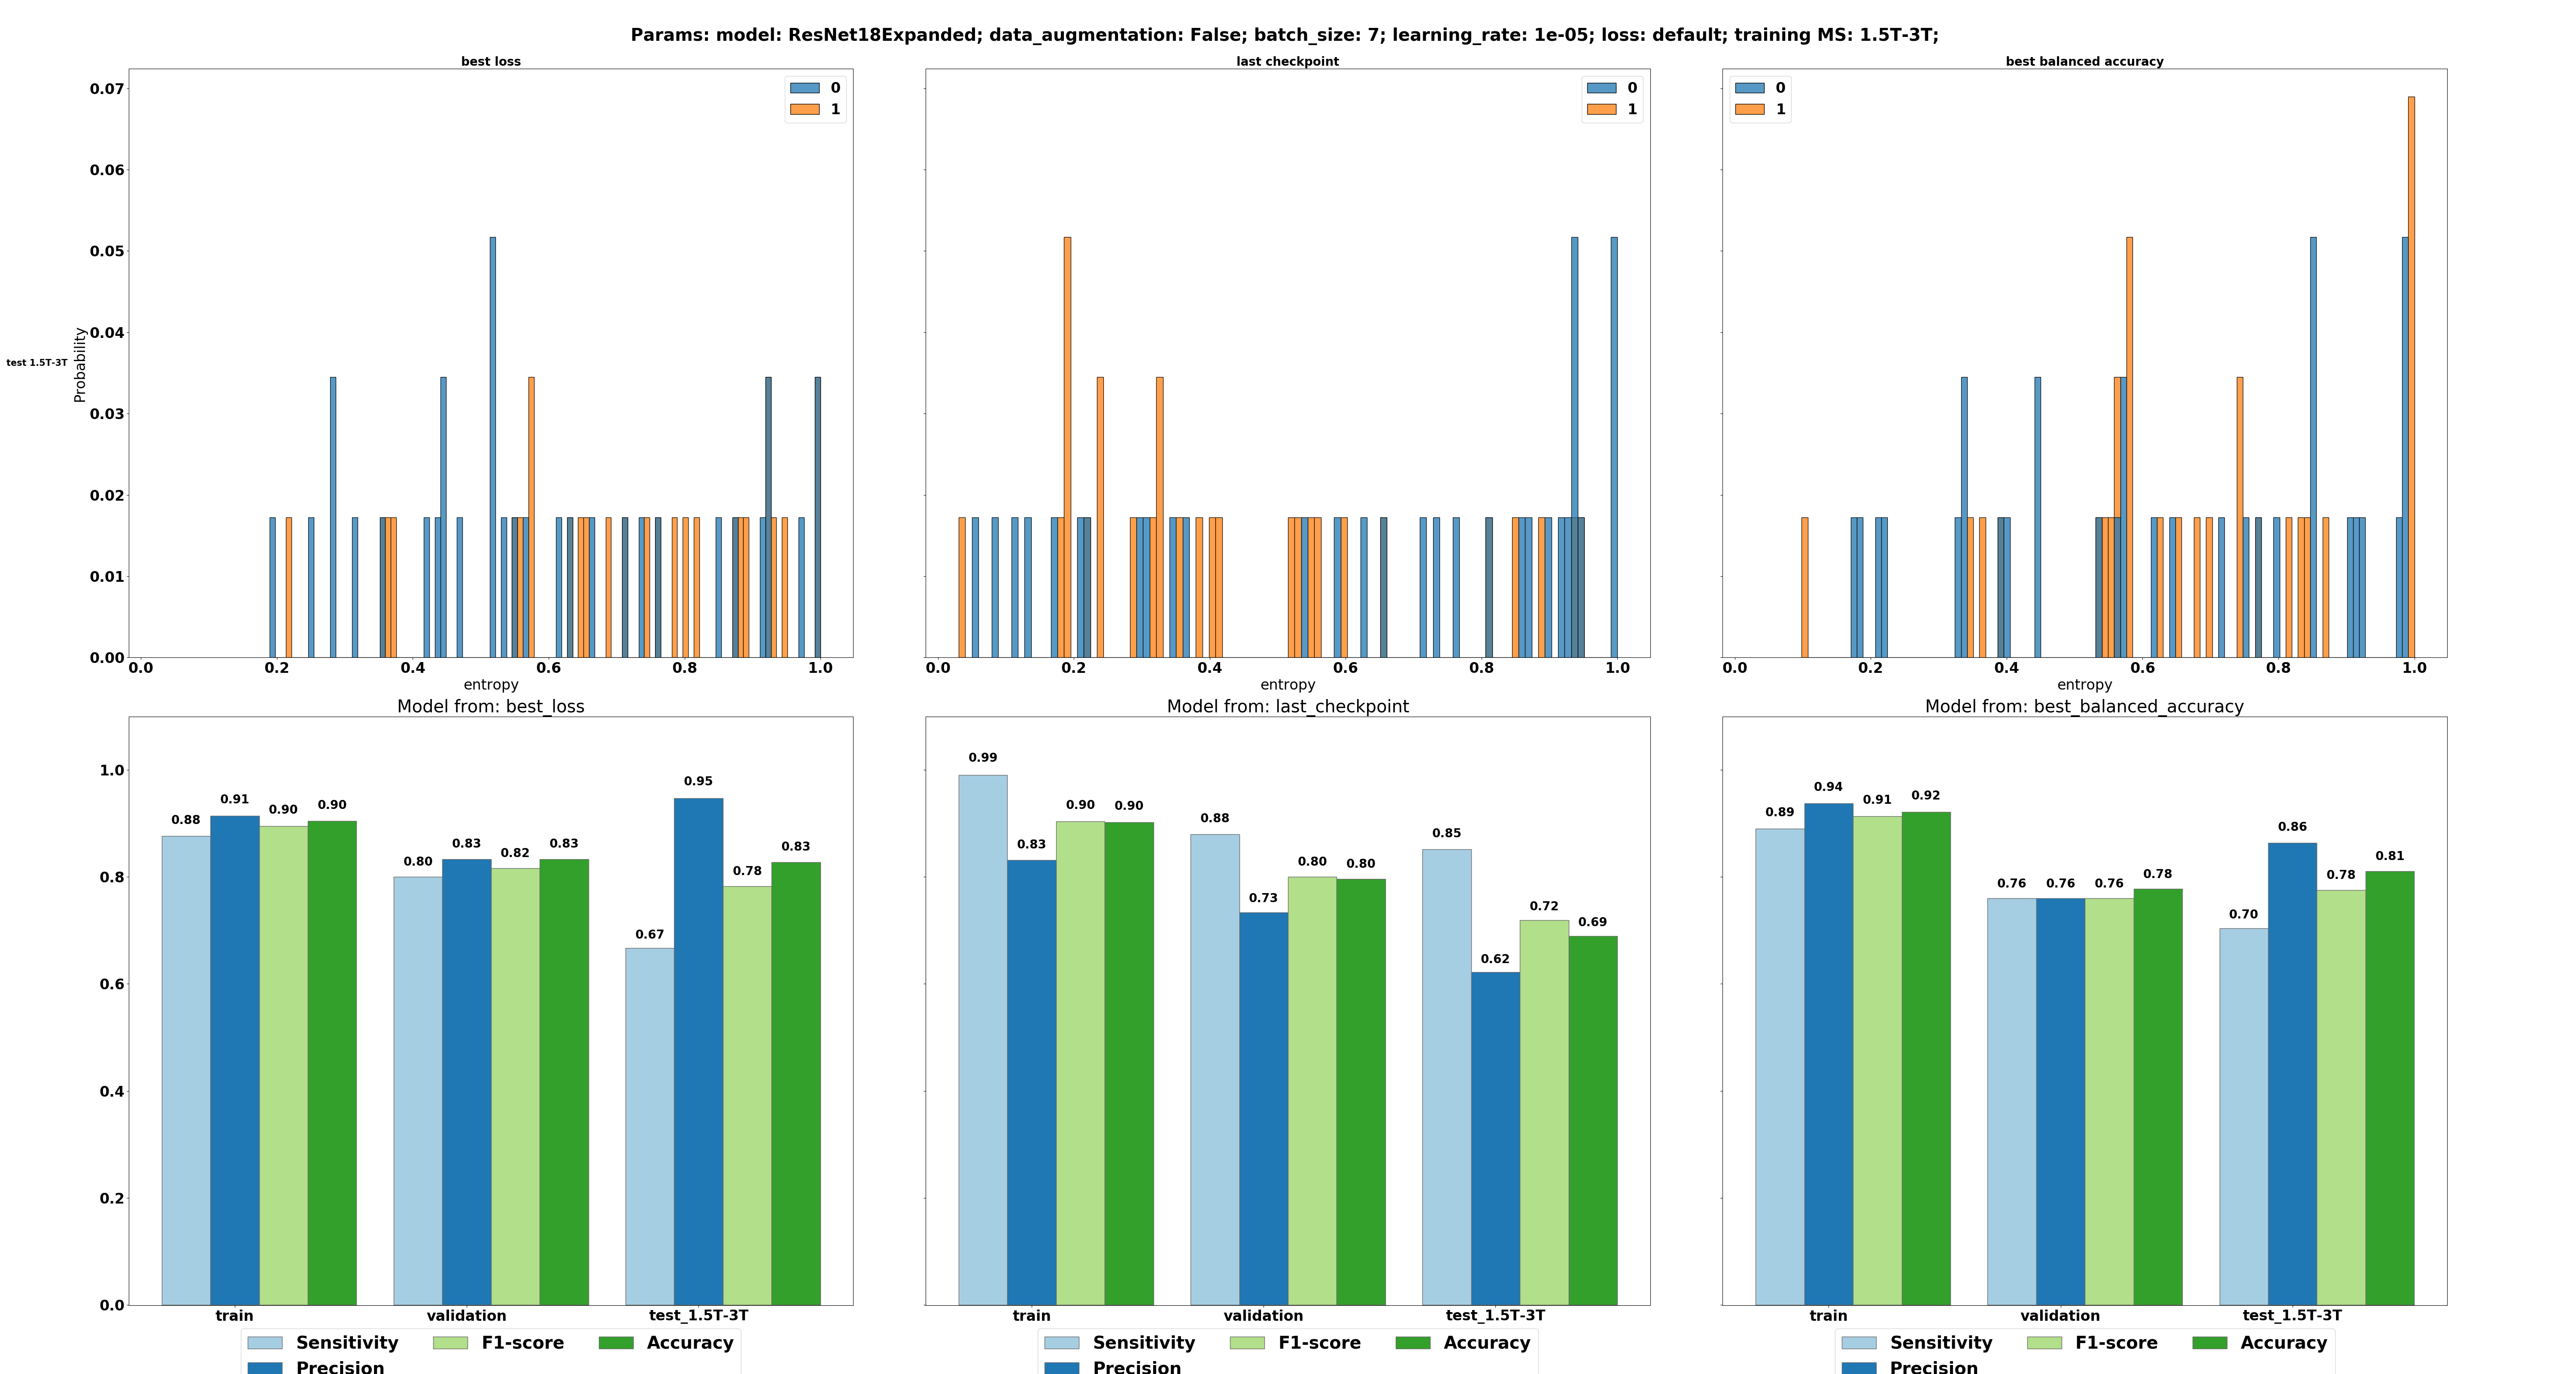 Params: model: ResNet18Expanded; data_augmentation: False; batch_size: 7; learning_rate: 1e-05; loss: default; training MS: 1.5T-3T;
best loss
last checkpoint
best balanced accuracy
test 1.5T-3T
Probability
0.07
0.06
0.05
0.04
0.03
0.02
0.01
0.00
0
1
0
1
0
1
0.0 0.2 0.4 0.6 0.8 1.0
0.0 0.2 0.4 0.6 0.8 1.0
0.0 0.2 0.4 0.6 0.8 1.0
entropy
entropy
entropy
Model from: best_loss
1.0
0.8
0.6
0.4
0.2
0.0
0.88 0.91 0.90 0.90
0.80 0.83 0.82 0.83
0.67 0.95 0.78 0.83
train validation test_1.5T-3T
Sensitivity F1-score Accuracy
Precision
Model from: last_checkpoint
0.99 0.83 0.90 0.90
0.88 0.73 0.80 0.80
0.85 0.62 0.72 0.69
train validation test_1.5T-3T
Sensitivity F1-score Accuracy
Precision
Model from: best_balanced_accuracy
0.89 0.94 0.91 0.92
0.76 0.76 0.76 0.78
0.70 0.86 0.78 0.81
train validation test_1.5T-3T
Sensitivity F1-score Accuracy
Precision